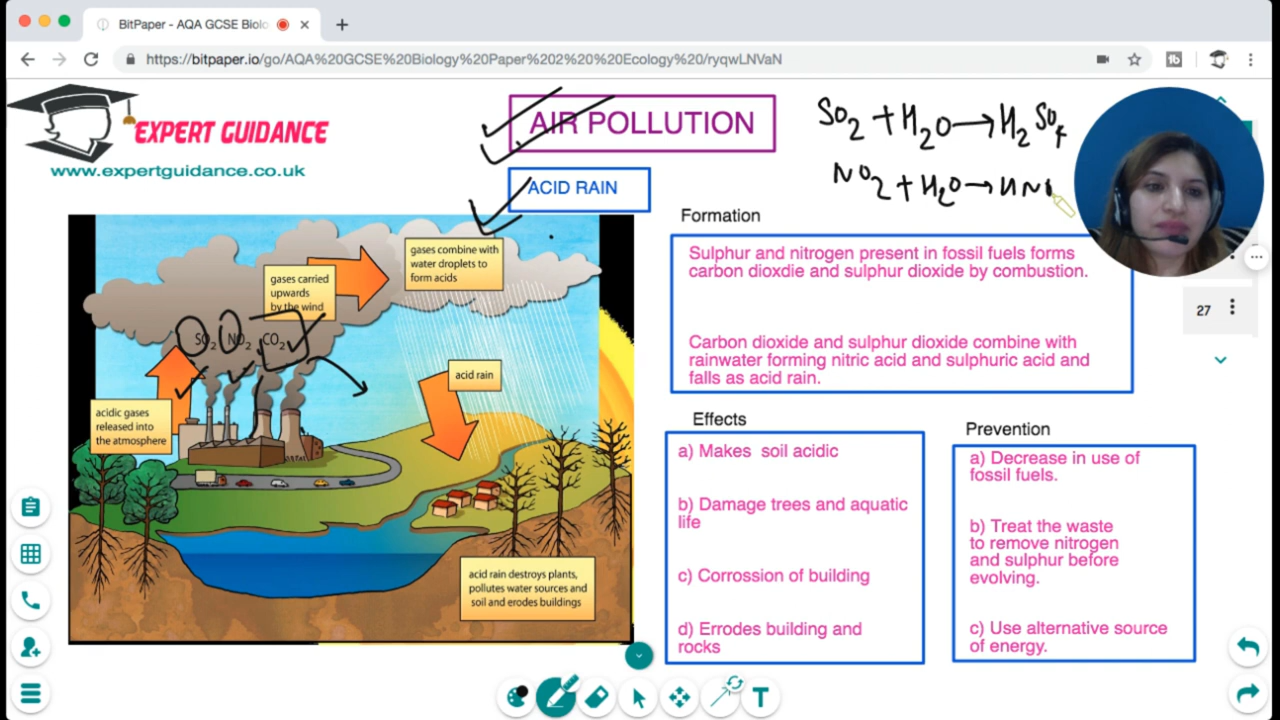 BitPaper - AQA GCSE Biolo
https://bitpaper.io/go/AQA%20GCSE%20Biology%20Paper%202%20%20Ecology%20/ryqwLNVaN
EXPERT GUIDANCE
www.expertguidance.co.uk
AIR POLLUTION
ACID RAIN
SO2 + H2O → H2SO4
NO2 + H2O → HN
gases combine with
water droplets to
form acids
gases carried
upwards
by the wind
SO2 NO2 CO2
acidic gases
released into
the atmosphere
acid rain
acid rain destroys plants,
pollutes water sources and
soil and erodes buildings
Formation
Sulphur and nitrogen present in fossil fuels forms
carbon dioxdie and sulphur dioxide by combustion.
Carbon dioxide and sulphur dioxide combine with
rainwater forming nitric acid and sulphuric acid and
falls as acid rain.
Effects
a) Makes soil acidic
b) Damage trees and aquatic
life
c) Corrossion of building
d) Errodes building and
rocks
Prevention
a) Decrease in use of
fossil fuels.
b) Treat the waste
to remove nitrogen
and sulphur before
evolving.
c) Use alternative source
of energy.
27
T